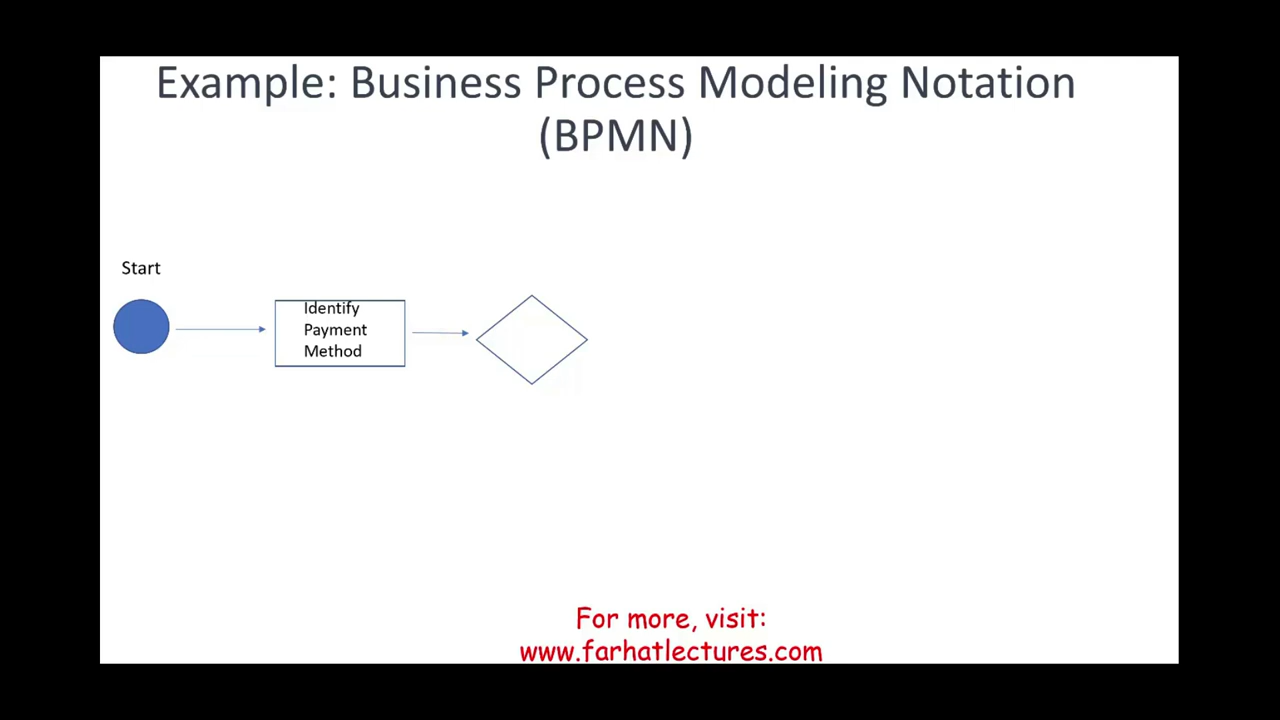 Example: Business Process Modeling Notation
(BPMN)
Start
Identify
Payment
Method
For more, visit:
www.farhatlectures.com